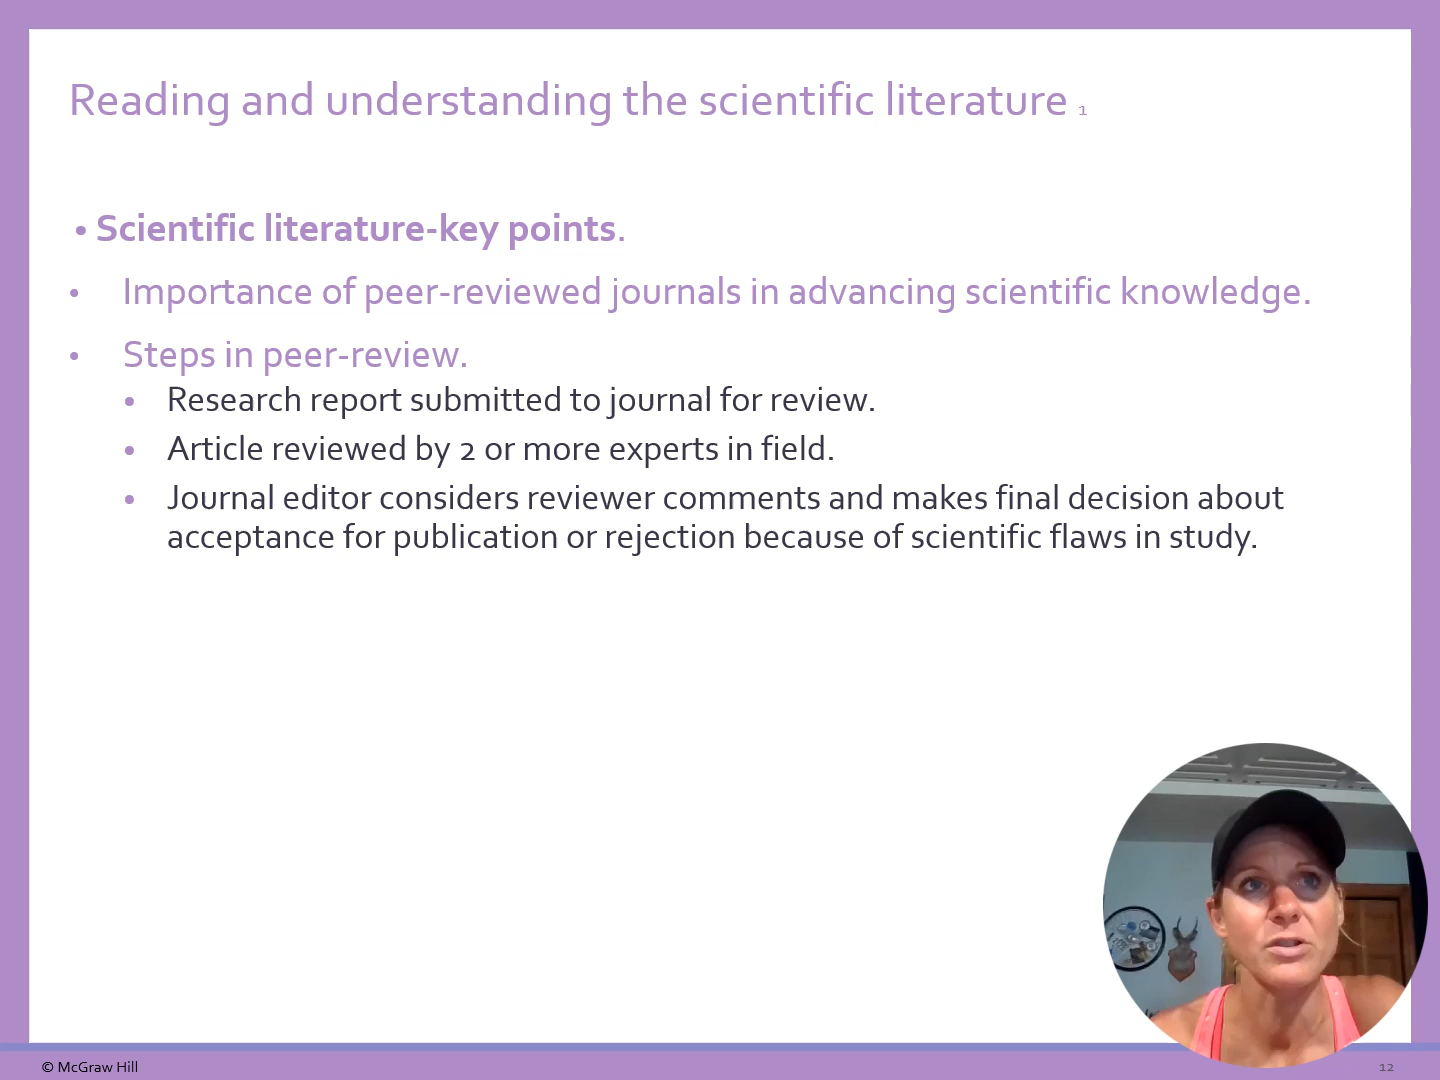 Reading and understanding the scientific literature 1
• Scientific literature-key points.
• Importance of peer-reviewed journals in advancing scientific knowledge.
• Steps in peer-review.
• Research report submitted to journal for review.
• Article reviewed by 2 or more experts in field.
• Journal editor considers reviewer comments and makes final decision about
acceptance for publication or rejection because of scientific flaws in study.
© McGraw Hill
12